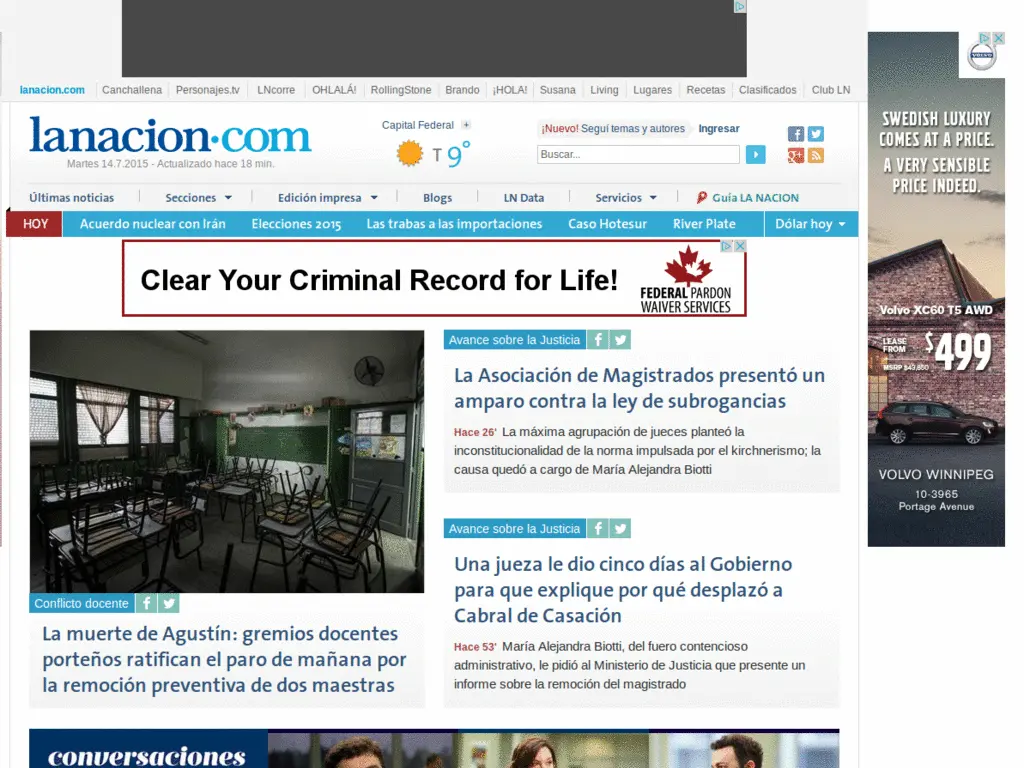 lanacion.com Canchallena Personajes.tv LNcorre OHLALÁ! RollingStone Brando ¡HOLA! Susana Living Lugares Recetas Clasificados Club LN
lanacion.com
Martes 14.7.2015 - Actualizado hace 18 min.
Capital Federal +
T 9°
¡Nuevo! Seguí temas y autores Ingresar
Buscar...
Últimas noticias Secciones Edición impresa Blogs LN Data Servicios Guía LA NACION
HOY Acuerdo nuclear con Irán Elecciones 2015 Las trabas a las importaciones Caso Hotesur River Plate Dólar hoy
Clear Your Criminal Record for Life!
FEDERAL PARDON
WAIVER SERVICES
Conflicto docente
La muerte de Agustín: gremios docentes
porteños ratifican el paro de mañana por
la remoción preventiva de dos maestras
Avance sobre la Justicia
La Asociación de Magistrados presentó un
amparo contra la ley de subrogancias
Hace 26' La máxima agrupación de jueces planteó la
inconstitucionalidad de la norma impulsada por el kirchnerismo; la
causa quedó a cargo de María Alejandra Biotti
Avance sobre la Justicia
Una jueza le dio cinco días al Gobierno
para que explique por qué desplazó a
Cabral de Casación
Hace 53' María Alejandra Biotti, del fuero contencioso
administrativo, le pidió al Ministerio de Justicia que presente un
informe sobre la remoción del magistrado
conversaciones
VOLVO
SWEDISH LUXURY
COMES AT A PRICE.
A VERY SENSIBLE
PRICE INDEED.
Volvo XC60 T5 AWD
LEASE
FROM
$499
MSRP $43,650
VOLVO WINNIPEG
10-3965
Portage Avenue